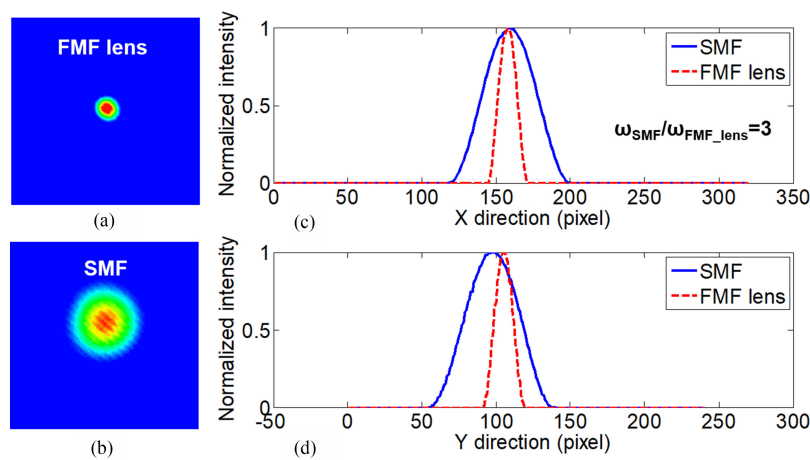 FMF lens
(a)
SMF
(b)
Normalized intensity
1
0.5
0
0 50 100 150 200 250 300 350
X direction (pixel)
SMF
FMF lens
ωSMF/ωFMF_lens=3
(c)
Normalized intensity
1
0.5
0
-50 0 50 100 150 200 250 300
Y direction (pixel)
SMF
FMF lens
(d)